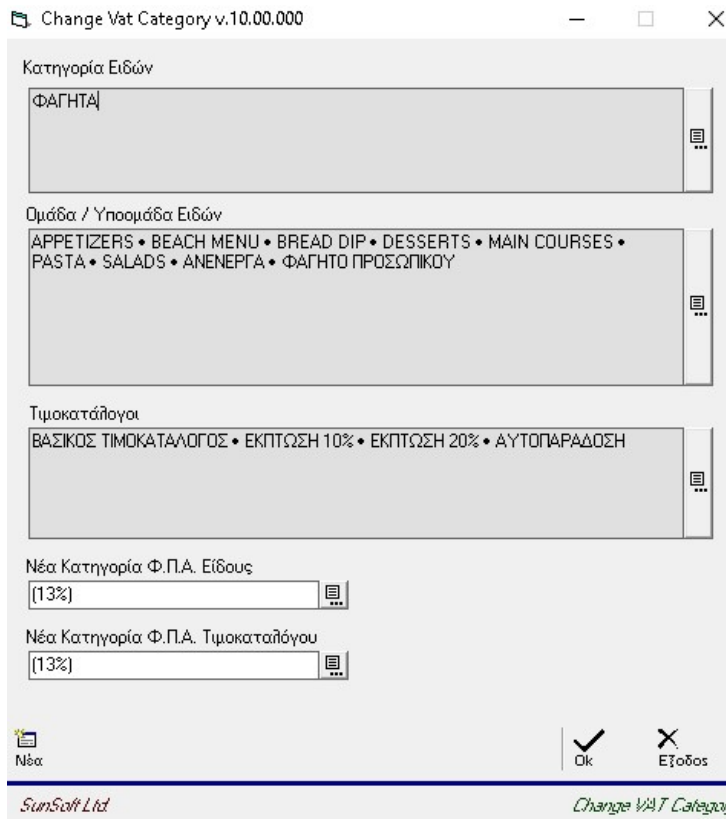 Change Vat Category v.10.00.000
Κατηγορία Ειδών
ΦΑΓΗΤΑ
Ομάδα / Υποομάδα Ειδών
APPETIZERS • BEACH MENU • BREAD DIP • DESSERTS • MAIN COURSES •
PASTA • SALADS • ΑΝΕΝΕΡΓΑ • ΦΑΓΗΤΟ ΠΡΟΣΩΠΙΚΟΥ
Τιμοκατάλογοι
ΒΑΣΙΚΟΣ ΤΙΜΟΚΑΤΑΛΟΓΟΣ • ΕΚΠΤΩΣΗ 10% • ΕΚΠΤΩΣΗ 20% • ΑΥΤΟΠΑΡΑΔΟΣΗ
Νέα Κατηγορία Φ.Π.Α. Είδους
(13%)
Νέα Κατηγορία Φ.Π.Α. Τιμοκαταλόγου
(13%)
Νέα Ok Εξοδος
SunSoft Ltd Change VAT Categor